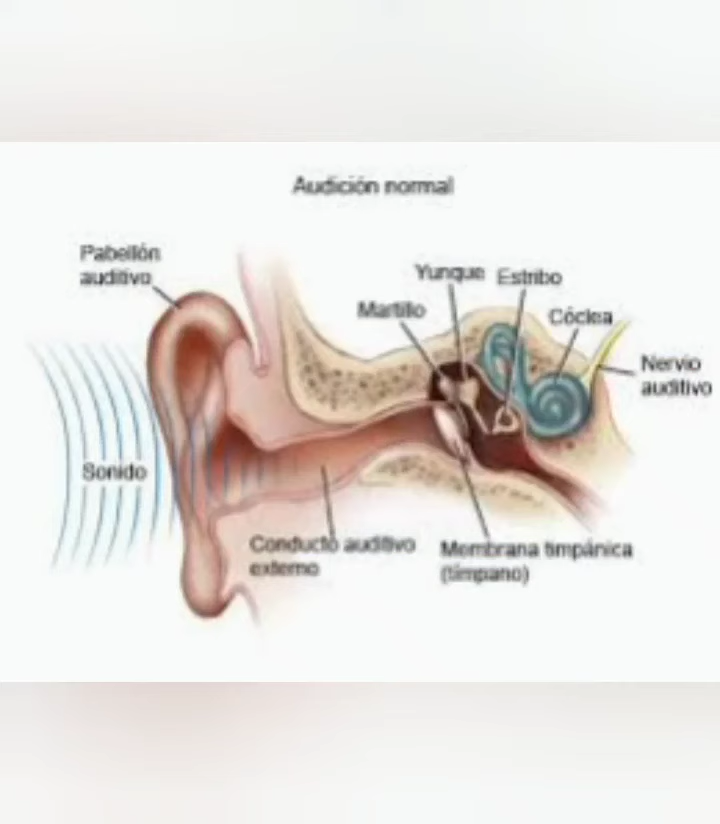 Audición normal
Pabellón
auditivo
Yunque
Estribo
Martillo
Cóclea
Nervio
auditivo
Sonido
Conducto auditivo
externo
Membrana timpánica
(tímpano)